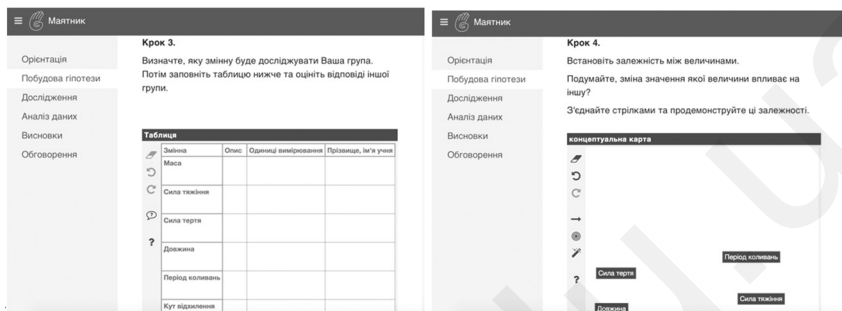 Маятник
Орієнтація
Побудова гіпотези
Дослідження
Аналіз даних
Висновки
Обговорення
Крок 3.
Визначте, яку змінну буде досліджувати Ваша група.
Потім заповніть таблицю нижче та оцініть відповіді іншої
групи.
Таблиця
Змінна Опис Одиниці вимірювання Прізвище, ім'я учня
Маса
Сила тяжіння
Сила тертя
Довжина
Період коливань
Кут відхилення
Маятник
Орієнтація
Побудова гіпотези
Дослідження
Аналіз даних
Висновки
Обговорення
Крок 4.
Встановіть залежність між величинами.
Подумайте, зміна значення якої величини впливає на
іншу?
З'єднайте стрілками та продемонструйте ці залежності.
концептуальна карта
Період коливань
Сила тертя
Сила тяжіння
Довжина